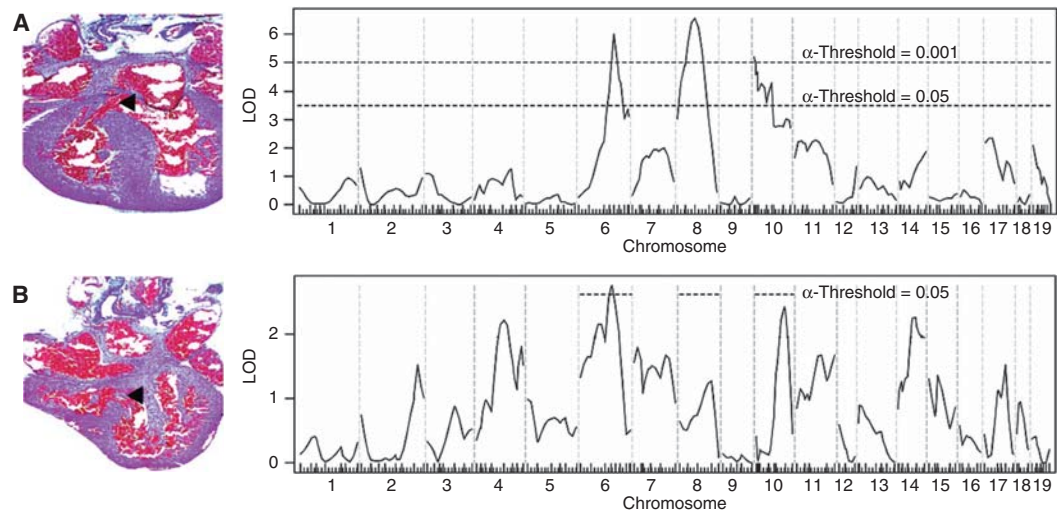 A
6
5
4
3
2
1
0
LOD
α-Threshold = 0.001
α-Threshold = 0.05
1 2 3 4 5 6 7 8 9 10 11 12 13 14 15 16 17 18 19
Chromosome
B
2
1
0
LOD
α-Threshold = 0.05
1 2 3 4 5 6 7 8 9 10 11 12 13 14 15 16 17 18 19
Chromosome